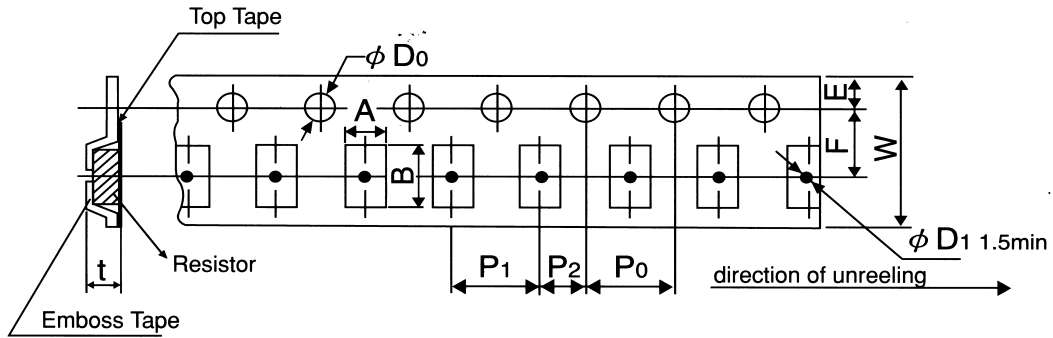 Top Tape
φ D0
A
B
E
F
W
φ D1 1.5min
P1
P2
P0
direction of unreeling
t
Resistor
Emboss Tape